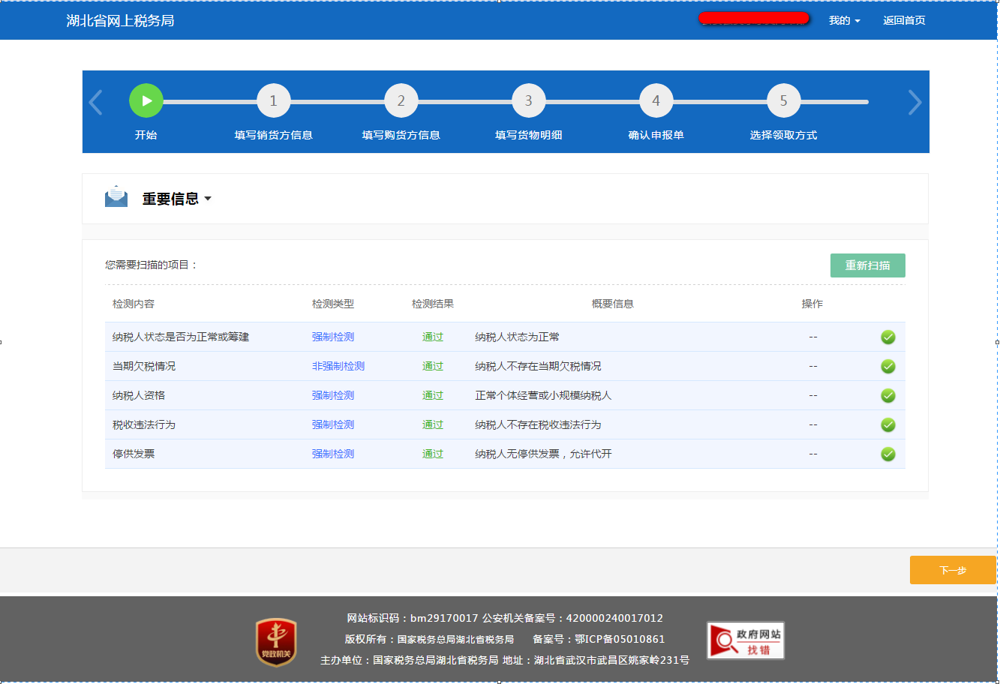 湖北省网上税务局
我的
返回首页
1
2
3
4
5
开始
填写销货方信息
填写购货方信息
填写货物明细
确认申报单
选择领取方式
重要信息
您需要扫描的项目：
重新扫描
检测内容 检测类型 检测结果 概要信息 操作
纳税人状态是否为正常或筹建 强制检测 通过 纳税人状态为正常 --
当期欠税情况 非强制检测 通过 纳税人不存在当期欠税情况 --
纳税人资格 强制检测 通过 正常个体经营或小规模纳税人 --
税收违法行为 强制检测 通过 纳税人不存在税收违法行为 --
停供发票 强制检测 通过 纳税人无停供发票，允许代开 --
下一步
网站标识码：bm29170017 公安机关备案号：420000240017012
版权所有：国家税务总局湖北省税务局 备案号：鄂ICP备05010861
主办单位：国家税务总局湖北省税务局 地址：湖北省武汉市武昌区姚家岭231号
党政机关
政府网站
找错